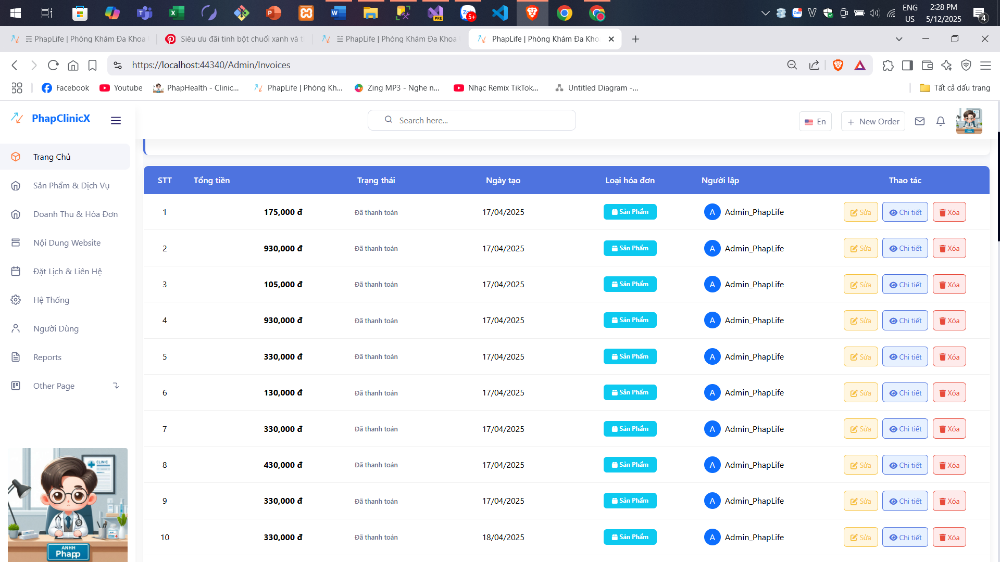 ENG
US
2:28 PM
5/12/2025
4
5+
PRE
☰ PhapLife | Phòng Khám Đa Khoa
Siêu ưu đãi tinh bột chuối xanh và ti
☰ PhapLife | Phòng Khám Đa Khoa
PhapLife | Phòng Khám Đa Kho
https://localhost:44340/Admin/Invoices
Facebook
Youtube
PhapHealth - Clinic...
PhapLife | Phòng Kh...
Zing MP3 - Nghe n...
Nhạc Remix TikTok...
Untitled Diagram -...
Tất cả dấu trang
PhapClinicX
Search here...
En
+ New Order
Trang Chủ
Sản Phẩm & Dịch Vụ
Doanh Thu & Hóa Đơn
Nội Dung Website
Đặt Lịch & Liên Hệ
Hệ Thống
Người Dùng
Reports
Other Page
CLINIC
ANHH
Phapp
STT Tổng tiền Trạng thái Ngày tạo Loại hóa đơn Người lập Thao tác
1 175,000 đ Đã thanh toán 17/04/2025 Sản Phẩm A Admin_PhapLife Sửa Chi tiết Xóa
2 930,000 đ Đã thanh toán 17/04/2025 Sản Phẩm A Admin_PhapLife Sửa Chi tiết Xóa
3 105,000 đ Đã thanh toán 17/04/2025 Sản Phẩm A Admin_PhapLife Sửa Chi tiết Xóa
4 930,000 đ Đã thanh toán 17/04/2025 Sản Phẩm A Admin_PhapLife Sửa Chi tiết Xóa
5 330,000 đ Đã thanh toán 17/04/2025 Sản Phẩm A Admin_PhapLife Sửa Chi tiết Xóa
6 130,000 đ Đã thanh toán 17/04/2025 Sản Phẩm A Admin_PhapLife Sửa Chi tiết Xóa
7 330,000 đ Đã thanh toán 17/04/2025 Sản Phẩm A Admin_PhapLife Sửa Chi tiết Xóa
8 430,000 đ Đã thanh toán 17/04/2025 Sản Phẩm A Admin_PhapLife Sửa Chi tiết Xóa
9 330,000 đ Đã thanh toán 17/04/2025 Sản Phẩm A Admin_PhapLife Sửa Chi tiết Xóa
10 330,000 đ Đã thanh toán 18/04/2025 Sản Phẩm A Admin_PhapLife Sửa Chi tiết Xóa